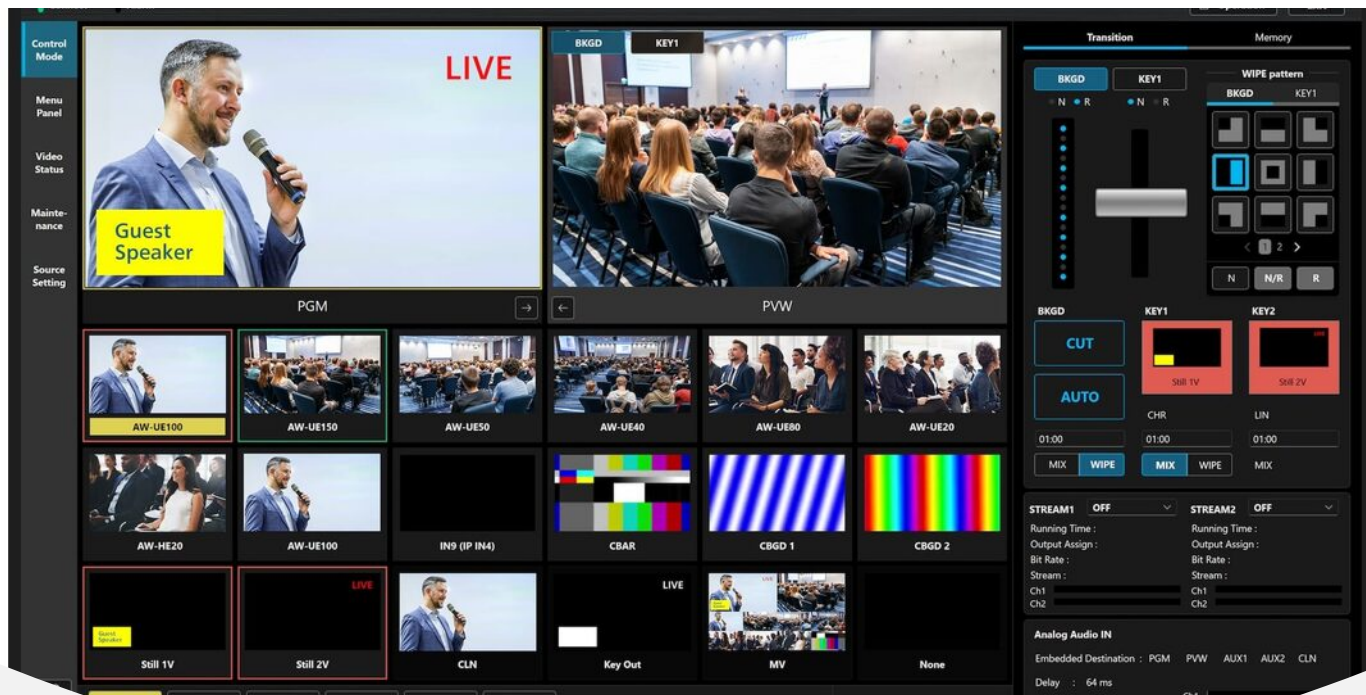 Control
Mode
Menu
Panel
Video
Status
Mainte-
nance
Source
Setting
LIVE
Guest
Speaker
PGM
→
BKGD KEY1
←
PVW
AW-UE100
AW-UE150
AW-UE50
AW-UE40
AW-UE80
AW-UE20
AW-HE20
AW-UE100
IN9 (IP IN4)
CBAR
CBGD 1
CBGD 2
Guest
Speaker
Still 1V
LIVE
Still 2V
CLN
LIVE
Key Out
LIVE
MV
None
Transition Memory
BKGD KEY1
N R N R
WIPE pattern
BKGD KEY1
< 1 2 >
N N/R R
BKGD KEY1 KEY2
CUT
AUTO
Still 1V
LIVE
Still 2V
CHR LIN
01:00 01:00 01:00
MIX WIPE MIX WIPE MIX
STREAM1 OFF STREAM2 OFF
Running Time : Running Time :
Output Assign : Output Assign :
Bit Rate : Bit Rate :
Stream : Stream :
Ch1 Ch1
Ch2 Ch2
Analog Audio IN
Embedded Destination : PGM PVW AUX1 AUX2 CLN
Delay : 64 ms